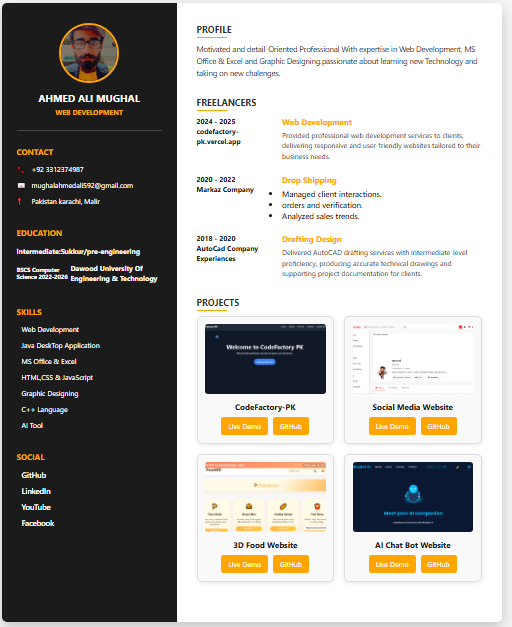 AHMED ALI MUGHAL
WEB DEVELOPMENT
CONTACT
+92 3312374987
mughalahmedali592@gmail.com
Pakistan karachi, Malir
EDUCATION
Intermediate:Sukkur/pre-engineering
BSCS Computer
Science 2022-2026
Dawood University Of
Engineering & Technology
SKILLS
Web Development
Java DeskTop Application
MS Office & Excel
HTML,CSS & JavaScript
Graphic Designing
C++ Language
AI Tool
SOCIAL
GitHub
LinkedIn
YouTube
Facebook
PROFILE
Motivated and detail-Oriented Professional With expertise in Web Development, MS
Office & Excel and Graphic Designing.passionate about learning new Technology and
taking on new chalenges.
FREELANCERS
2024 - 2025
codefactory-
pk.vercel.app
Web Development
Provided professional web development services to clients,
delivering responsive and user-friendly websites tailored to their
business needs.
2020 - 2022
Markaz Company
Drop Shipping
Managed client interactions.
orders and verification.
Analyzed sales trends.
2018 - 2020
AutoCad Company
Experiences
Drafting Design
Delivered AutoCAD drafting services with intermediate-level
proficiency, producing accurate technical drawings and
supporting project documentation for clients.
PROJECTS
Welcome to CodeFactory PK
CodeFactory-PK
Live Demo
GitHub
Social Media Website
Live Demo
GitHub
3D Food Website
Live Demo
GitHub
Meet your AI companion
AI Chat Bot Website
Live Demo
GitHub